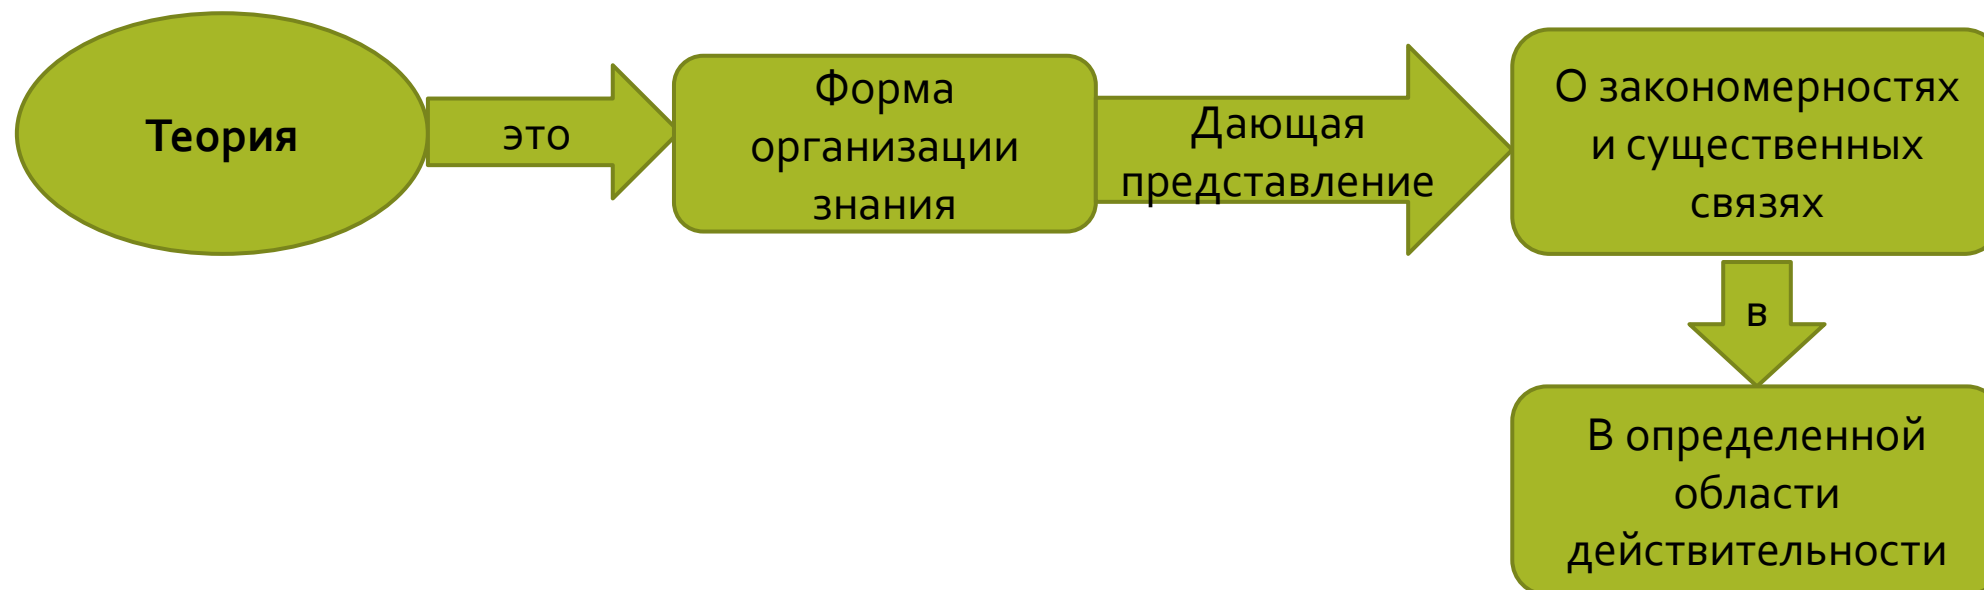 Теория
это
Форма
организации
знания
Дающая
представление
О закономерностях
и существенных
связях
в
В определенной
области
действительности